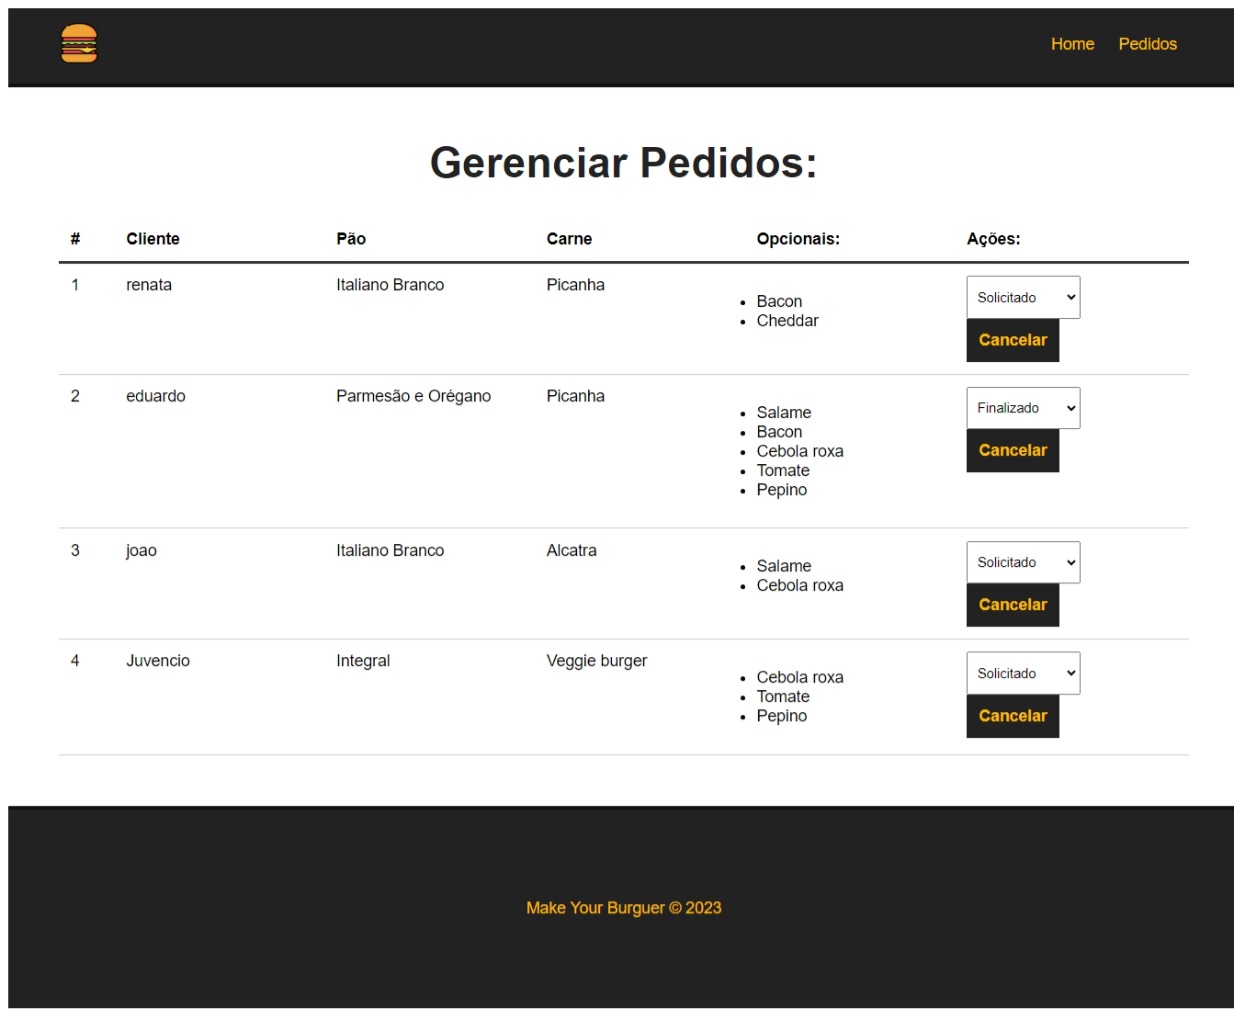 Home Pedidos
Gerenciar Pedidos:
# Cliente Pão Carne Opcionais: Ações:
1 renata Italiano Branco Picanha
Bacon
Cheddar
Solicitado
Cancelar
2 eduardo Parmesão e Orégano Picanha
Salame
Bacon
Cebola roxa
Tomate
Pepino
Finalizado
Cancelar
3 joao Italiano Branco Alcatra
Salame
Cebola roxa
Solicitado
Cancelar
4 Juvencio Integral Veggie burger
Cebola roxa
Tomate
Pepino
Solicitado
Cancelar
Make Your Burguer © 2023